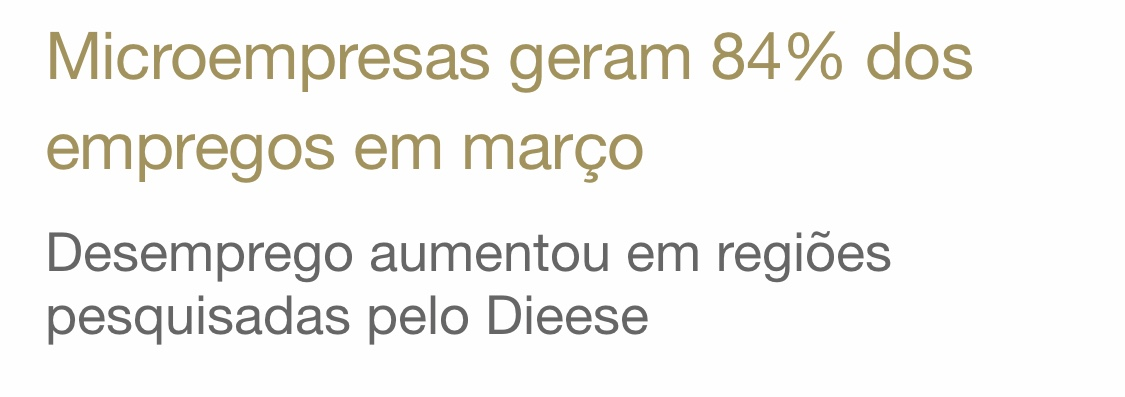 Microempresas geram 84% dos
empregos em março
Desemprego aumentou em regiões
pesquisadas pelo Dieese